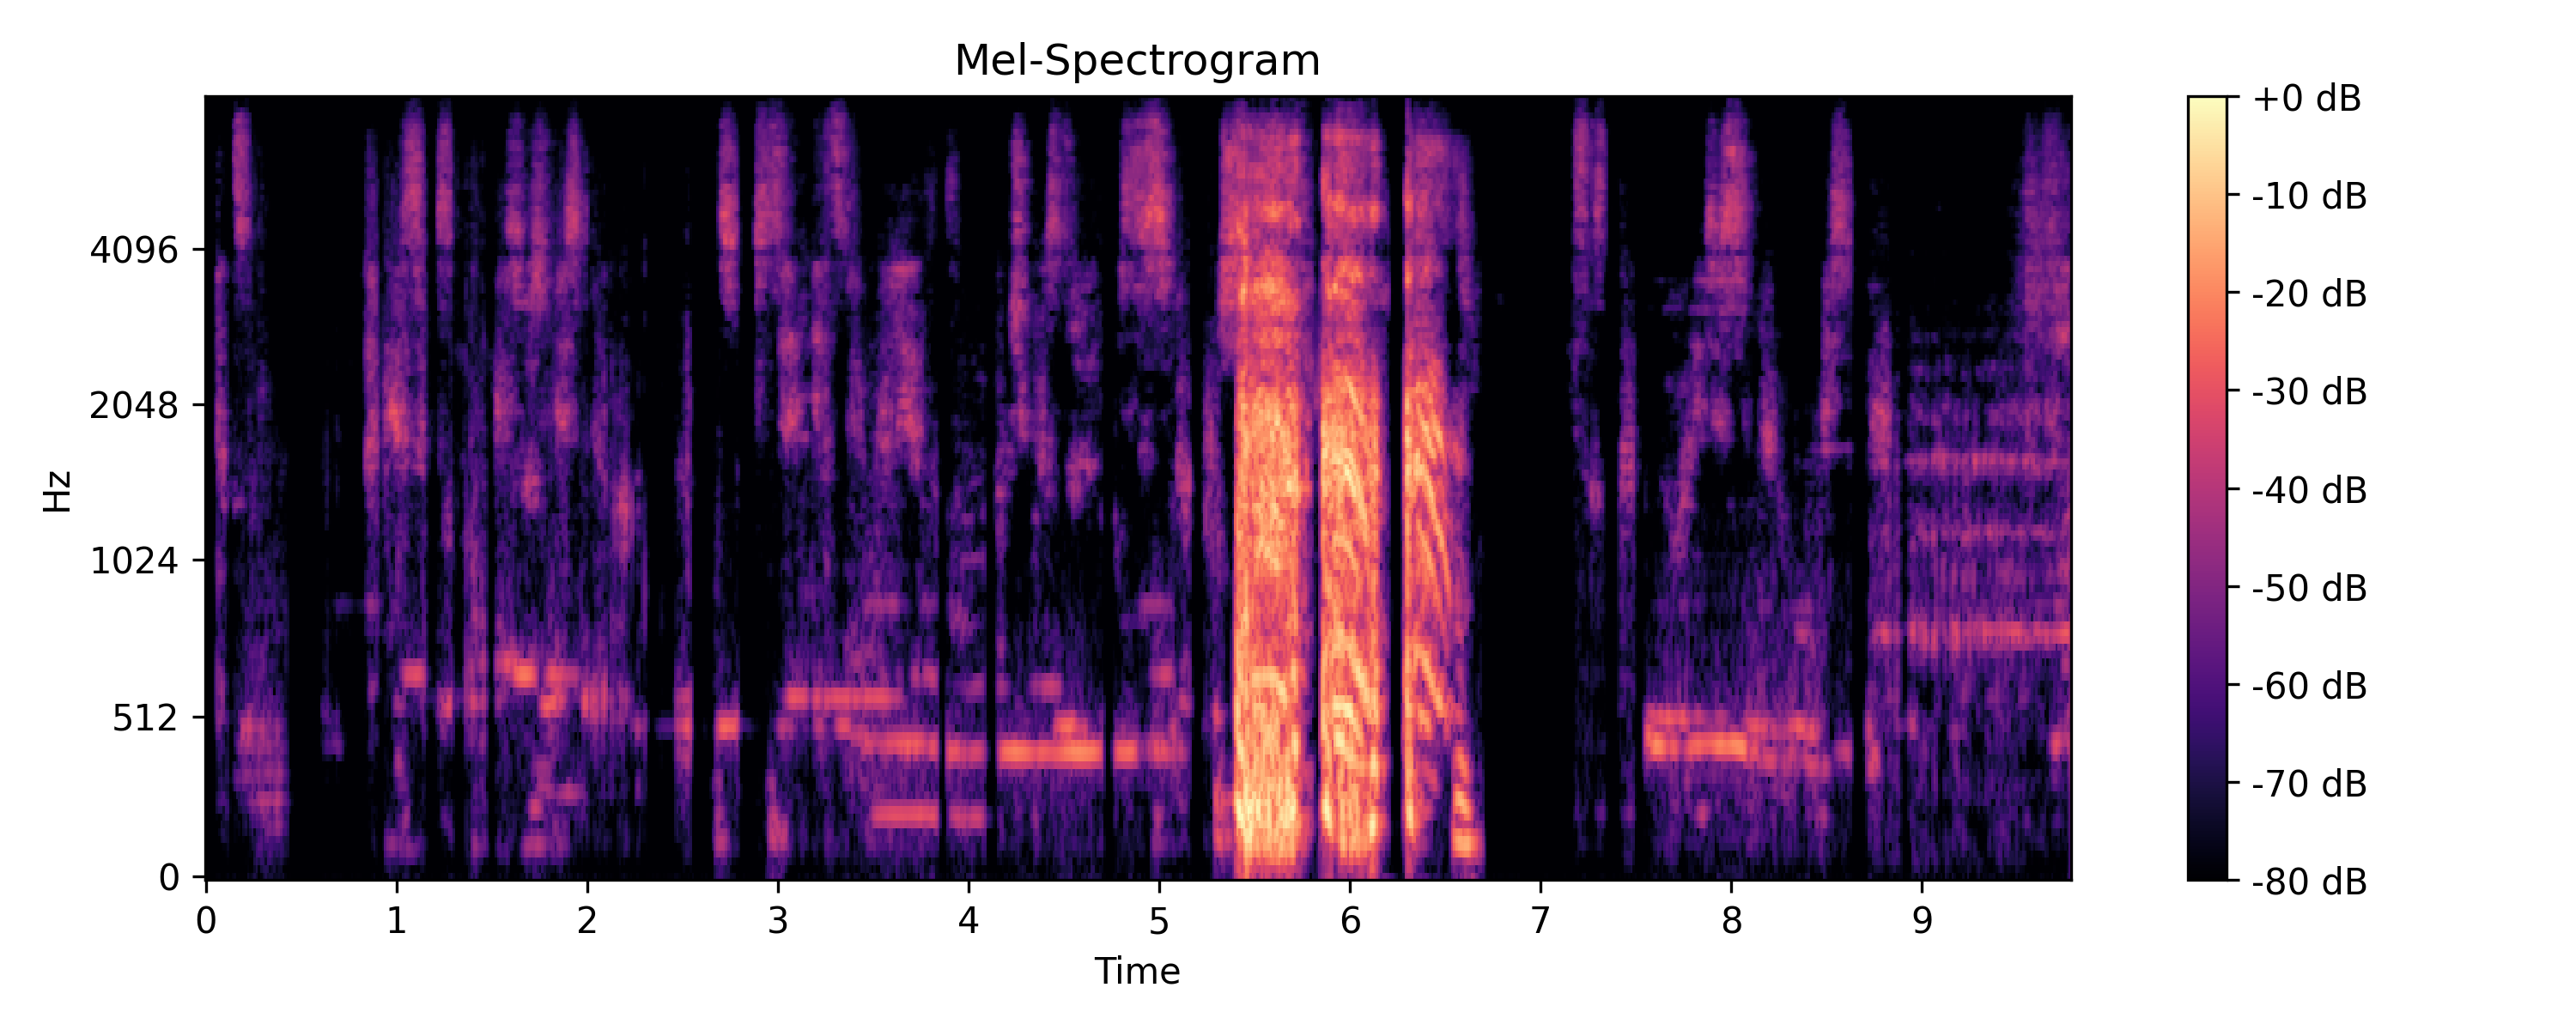 Mel-Spectrogram
+0 dB
-10 dB
-20 dB
-30 dB
-40 dB
-50 dB
-60 dB
-70 dB
-80 dB
Hz
4096
2048
1024
512
0
0 1 2 3 4 5 6 7 8 9
Time